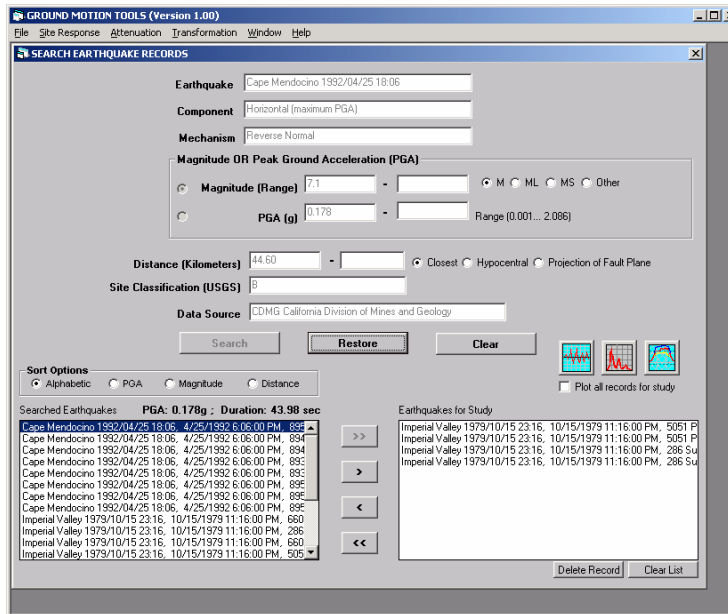 GROUND MOTION TOOLS (Version 1.00)
File Site Response Attenuation Transformation Window Help
SEARCH EARTHQUAKE RECORDS
Earthquake Cape Mendocino 1992/04/25 18:06
Component Horizontal (maximum PGA)
Mechanism Reverse Normal
Magnitude OR Peak Ground Acceleration (PGA)
Magnitude (Range) 7.1 - M ML MS Other
PGA (g) 0.178 - Range (0.001... 2.086)
Distance (Kilometers) 44.60 - Closest Hypocentral Projection of Fault Plane
Site Classification (USGS) B
Data Source CDMG California Division of Mines and Geology
Search Restore Clear
Sort Options
Alphabetic PGA Magnitude Distance
Plot all records for study
Searched Earthquakes PGA: 0.178g ; Duration: 43.98 sec
Cape Mendocino 1992/04/25 18:06, 4/25/1992 6:06:00 PM, 895
Cape Mendocino 1992/04/25 18:06, 4/25/1992 6:06:00 PM, 894
Cape Mendocino 1992/04/25 18:06, 4/25/1992 6:06:00 PM, 894
Cape Mendocino 1992/04/25 18:06, 4/25/1992 6:06:00 PM, 893
Cape Mendocino 1992/04/25 18:06, 4/25/1992 6:06:00 PM, 893
Cape Mendocino 1992/04/25 18:06, 4/25/1992 6:06:00 PM, 895
Cape Mendocino 1992/04/25 18:06, 4/25/1992 6:06:00 PM, 895
Cape Mendocino 1992/04/25 18:06, 4/25/1992 6:06:00 PM, 895
Imperial Valley 1979/10/15 23:16, 10/15/1979 11:16:00 PM, 660
Imperial Valley 1979/10/15 23:16, 10/15/1979 11:16:00 PM, 286
Imperial Valley 1979/10/15 23:16, 10/15/1979 11:16:00 PM, 660
Imperial Valley 1979/10/15 23:16, 10/15/1979 11:16:00 PM, 505
>>
>
<
<<
Earthquakes for Study
Imperial Valley 1979/10/15 23:16, 10/15/1979 11:16:00 PM, 5051 P
Imperial Valley 1979/10/15 23:16, 10/15/1979 11:16:00 PM, 5051 P
Imperial Valley 1979/10/15 23:16, 10/15/1979 11:16:00 PM, 286 Su
Imperial Valley 1979/10/15 23:16, 10/15/1979 11:16:00 PM, 286 Su
Delete Record Clear List